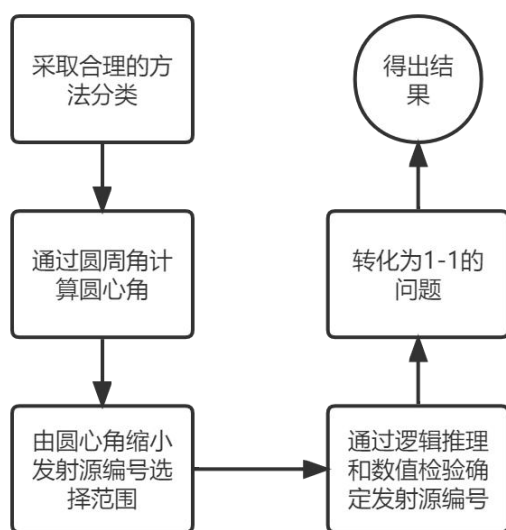 采取合理的方
法分类
通过圆周角计
算圆心角
由圆心角缩小
发射源编号选
择范围
通过逻辑推理
和数值检验确
定发射源编号
转化为1-1的
问题
得出结
果